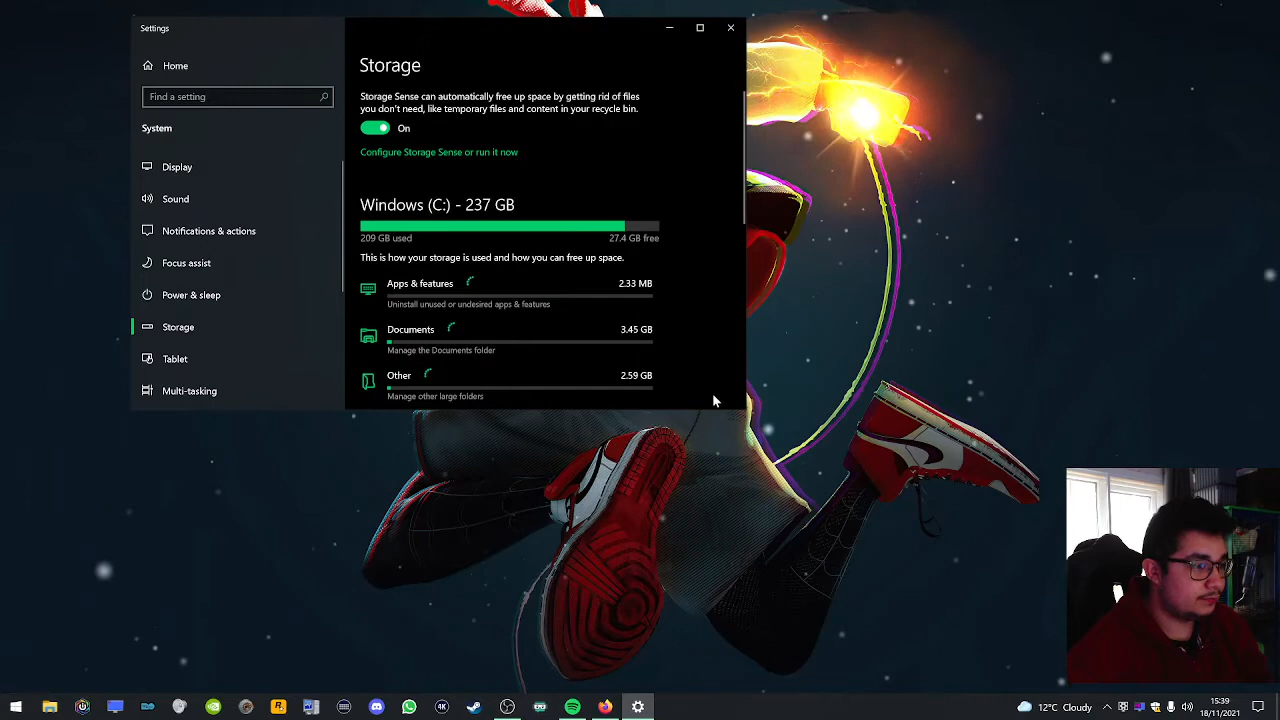 Settings
Home
Find a setting
System
Display
Sound
Notifications & actions
Focus assist
Power & sleep
Storage
Tablet
Multi-tasking
Storage
Storage Sense can automatically free up space by getting rid of files
you don't need, like temporary files and content in your recycle bin.
On
Configure Storage Sense or run it now
Windows (C:) - 237 GB
209 GB used 27.4 GB free
This is how your storage is used and how you can free up space.
Apps & features 2.33 MB
Uninstall unused or undesired apps & features
Documents 3.45 GB
Manage the Documents folder
Other 2.59 GB
Manage other large folders
12°C Cloudy
15:39
18/11/2021